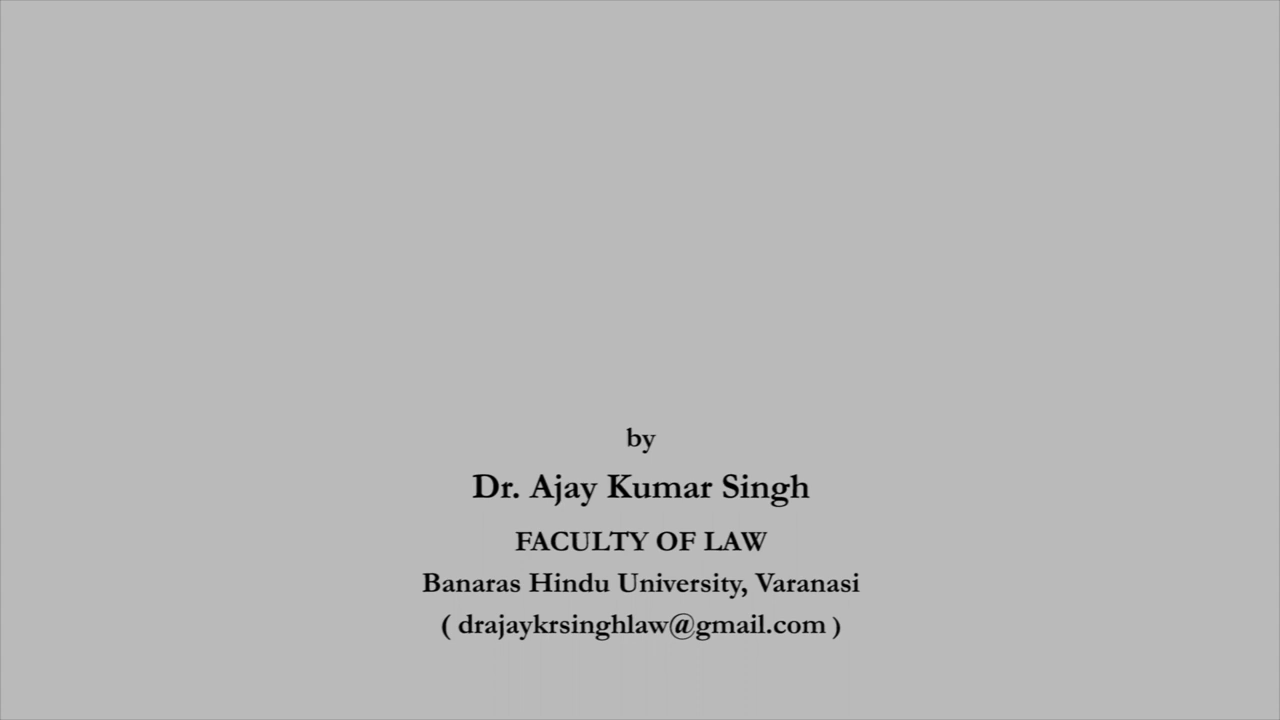 by
Dr. Ajay Kumar Singh
FACULTY OF LAW
Banaras Hindu University, Varanasi
( drajaykrsinghlaw@gmail.com )